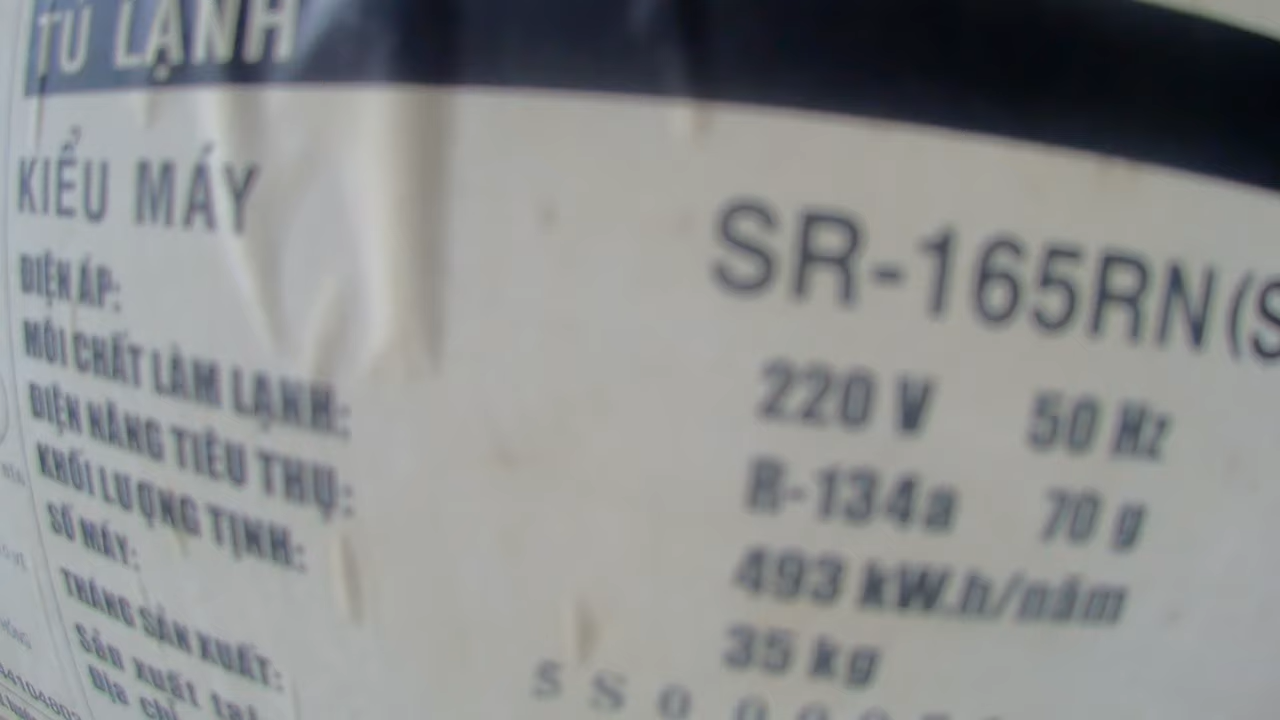 TỦ LẠNH
KIỂU MÁY SR-165RN(S
ĐIỆN ÁP: 220 V 50 Hz
MÔI CHẤT LÀM LẠNH: R-134a 70 g
ĐIỆN NĂNG TIÊU THỤ: 493 kW.h/năm
KHỐI LƯỢNG TỊNH: 35 kg
SỐ MÁY:
THÁNG SẢN XUẤT:
Sản xuất tại
Địa chỉ